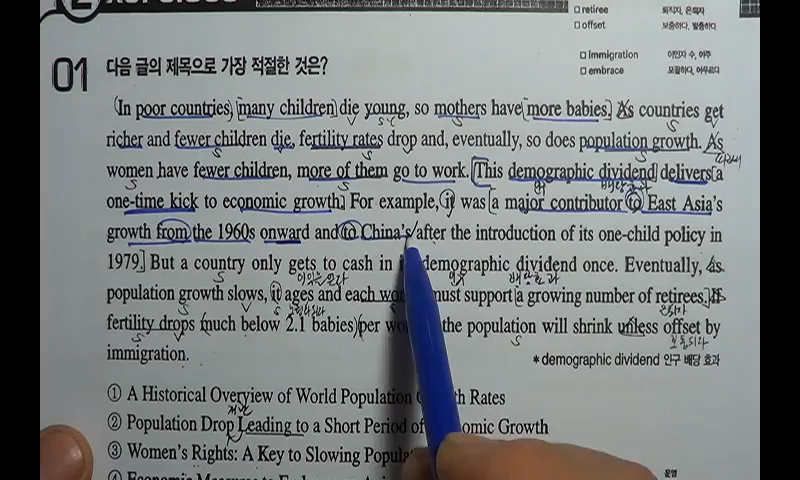 □ retiree 퇴직자, 은퇴자
□ offset 보충하다, 벌충하다
□ immigration 이민자 수, 이주
□ embrace 포괄하다, 아우르다
01 다음 글의 제목으로 가장 적절한 것은?
In poor countries, many children die young, so mothers have more babies. As countries get
richer and fewer children die, fertility rates drop and, eventually, so does population growth. As
women have fewer children, more of them go to work. This demographic dividend delivers a
one-time kick to economic growth. For example, it was a major contributor to East Asia's
growth from the 1960s onward and to China's after the introduction of its one-child policy in
1979. But a country only gets to cash in demographic dividend once. Eventually, as
population growth slows, it ages and each must support a growing number of retirees. If
fertility drops (much below 2.1 babies) per the population will shrink unless offset by
immigration.
* demographic dividend 인구 배당 효과
① A Historical Overview of World Population Rates
② Population Drop Leading to a Short Period of Growth
③ Women's Rights: A Key to Slowing